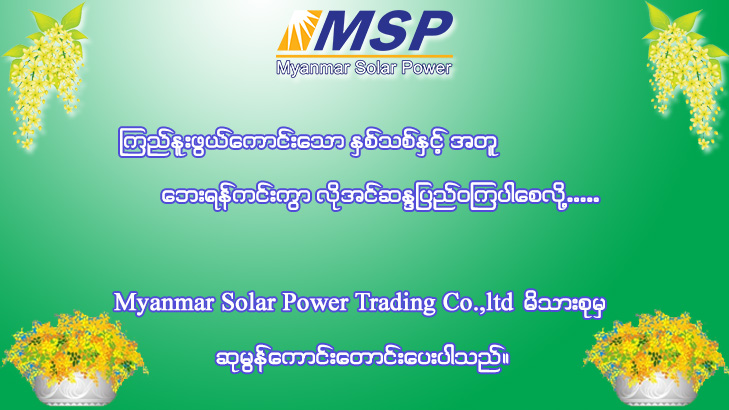 MSP
Myanmar Solar Power
ကြည်နူးဖွယ်ကောင်းသော နှစ်သစ်နှင့် အတူ
ဘေးရန်ကင်းကွာ လိုအင်ဆန္ဒပြည်ဝကြပါစေလို့.....
Myanmar Solar Power Trading Co.,ltd မိသားစုမှ
ဆုမွန်ကောင်းတောင်းပေးပါသည်။